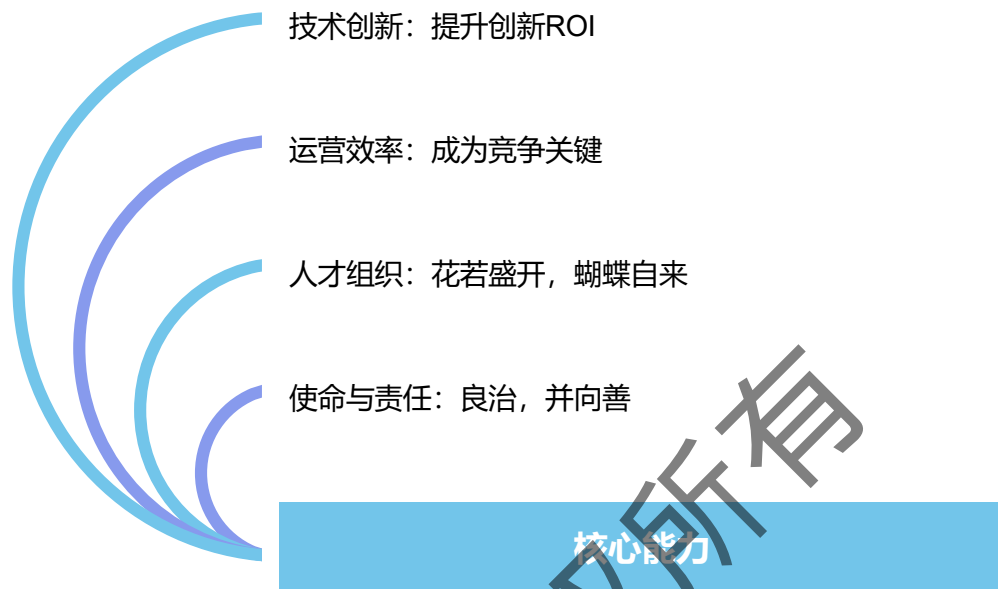 技术创新：提升创新ROI
运营效率：成为竞争关键
人才组织：花若盛开，蝴蝶自来
使命与责任：良治，并向善
核心能力
所有